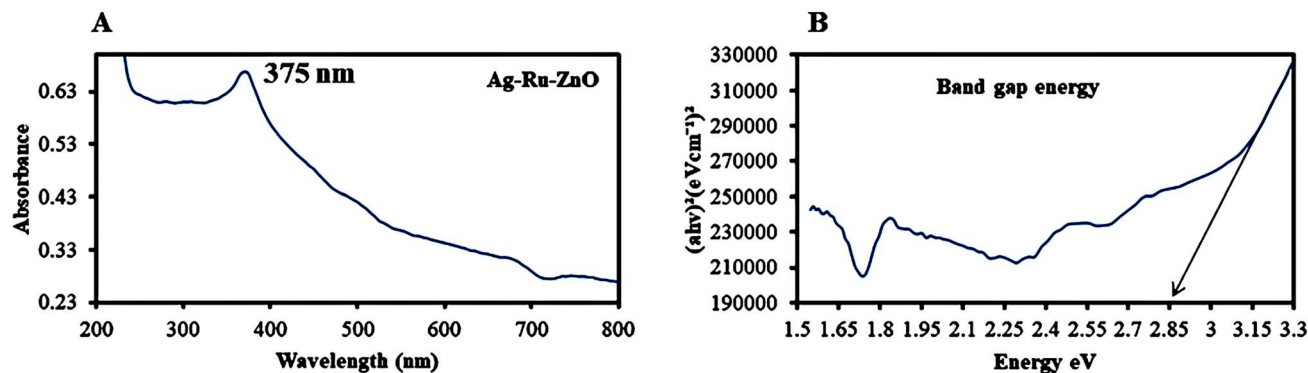 A
375 nm
Ag-Ru-ZnO
0.63
0.53
0.43
0.33
0.23
Absorbance
200 300 400 500 600 700 800
Wavelength (nm)
B
Band gap energy
330000
310000
290000
270000
250000
230000
210000
190000
(ahv)²(eVcm⁻¹)²
1.5 1.65 1.8 1.95 2.1 2.25 2.4 2.55 2.7 2.85 3 3.15 3.3
Energy eV